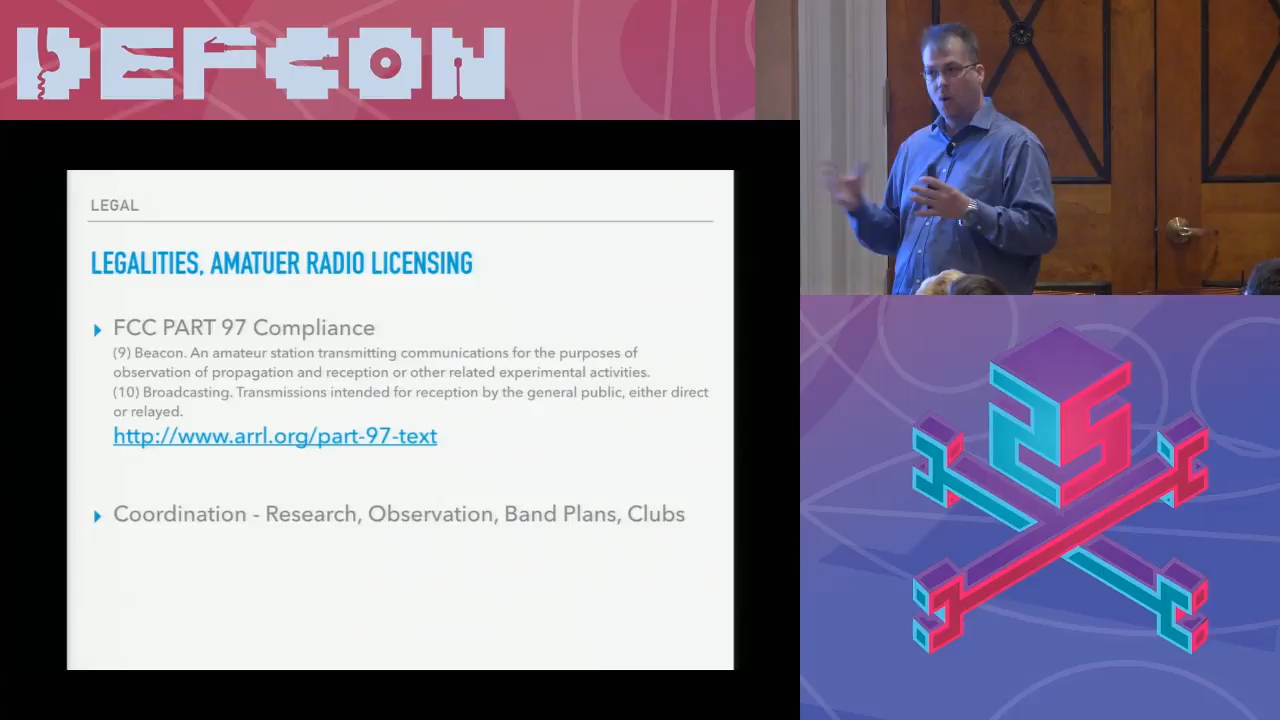 DEFCON
LEGAL
LEGALITIES, AMATUER RADIO LICENSING
FCC PART 97 Compliance
(9) Beacon. An amateur station transmitting communications for the purposes of
observation of propagation and reception or other related experimental activities.
(10) Broadcasting. Transmissions intended for reception by the general public, either direct
or relayed.
http://www.arrl.org/part-97-text
Coordination - Research, Observation, Band Plans, Clubs
25